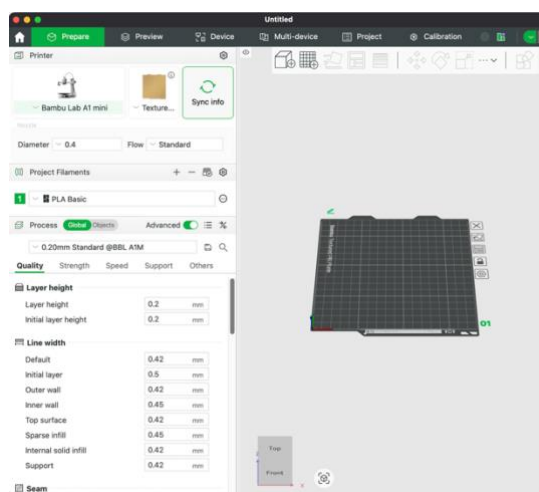 Untitled
Prepare
Preview
Device
Multi-device
Project
Calibration
Printer
Bambu Lab A1 mini
Texture...
Sync info
Nozzle
Diameter
0.4
Flow
Standard
Project Filaments
1
PLA Basic
Process
Global
Objects
Advanced
0.20mm Standard @BBL A1M
Quality
Strength
Speed
Support
Others
Layer height
Layer height
0.2
mm
Initial layer height
0.2
mm
Line width
Default
0.42
mm
Initial layer
0.5
mm
Outer wall
0.42
mm
Inner wall
0.45
mm
Top surface
0.42
mm
Sparse infill
0.45
mm
Internal solid infill
0.42
mm
Support
0.42
mm
Seam
01
Top
Front
x